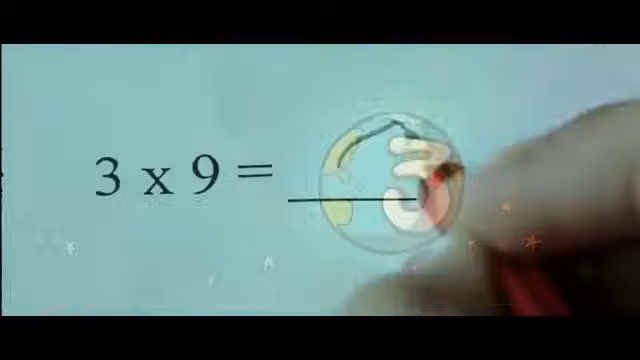 3 x 9 =